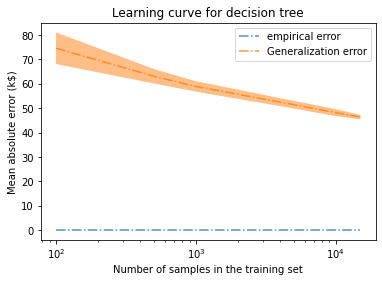 Learning curve for decision tree
empirical error
Generalization error
Mean absolute error (k$)
80
70
60
50
40
30
20
10
0
10²
10³
10⁴
Number of samples in the training set